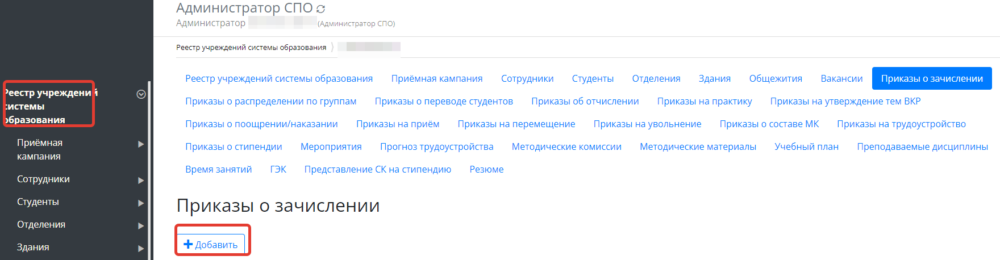 Администратор СПО
Администратор (Администратор СПО)
Реестр учреждений системы образования
Реестр учреждений
системы
образования
Приёмная
кампания
Сотрудники
Студенты
Отделения
Здания
Реестр учреждений системы образования Приёмная кампания Сотрудники Студенты Отделения Здания Общежития Вакансии Приказы о зачислении
Приказы о распределении по группам Приказы о переводе студентов Приказы об отчислении Приказы на практику Приказы на утверждение тем ВКР
Приказы о поощрении/наказании Приказы на приём Приказы на перемещение Приказы на увольнение Приказы о составе МК Приказы на трудоустройство
Приказы о стипендии Мероприятия Прогноз трудоустройства Методические комиссии Методические материалы Учебный план Преподаваемые дисциплины
Время занятий ГЭК Представление СК на стипендию Резюме
Приказы о зачислении
Добавить